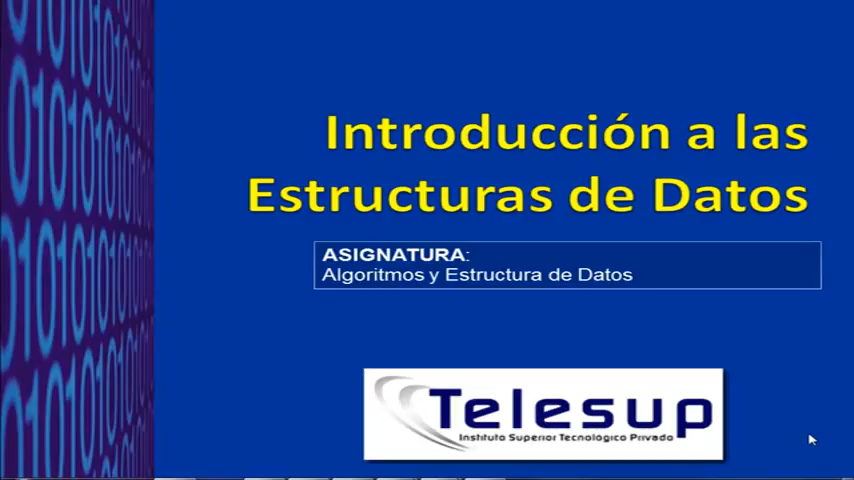 Introducción a las
Estructuras de Datos
ASIGNATURA:
Algoritmos y Estructura de Datos
Telesup
Instituto Superior Tecnológico Privado